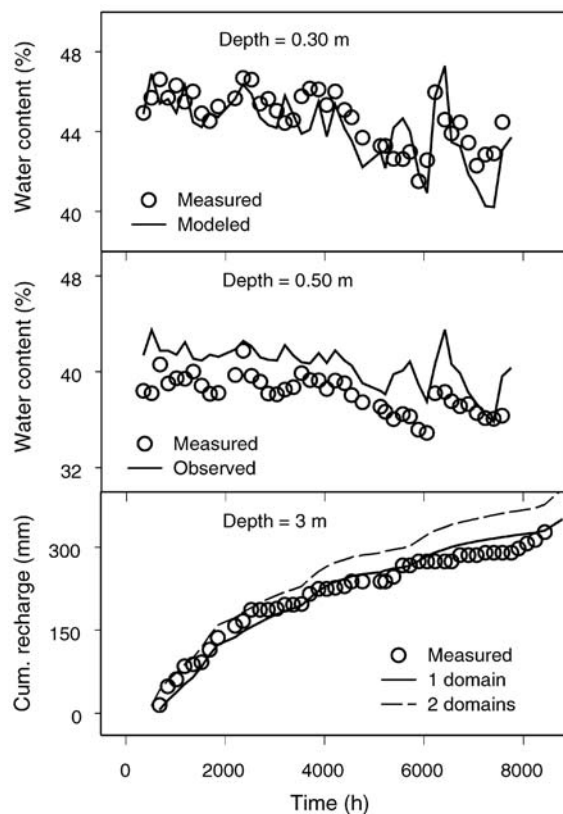 Depth = 0.30 m
Water content (%)
48
44
40
Measured
Modeled
Depth = 0.50 m
Water content (%)
48
40
32
Measured
Observed
Depth = 3 m
Cum. recharge (mm)
300
150
0
Measured
1 domain
2 domains
0 2000 4000 6000 8000
Time (h)